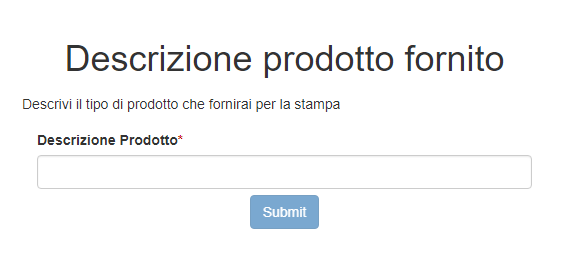 Descrizione prodotto fornito
Descrivi il tipo di prodotto che fornirai per la stampa
Descrizione Prodotto*
Submit